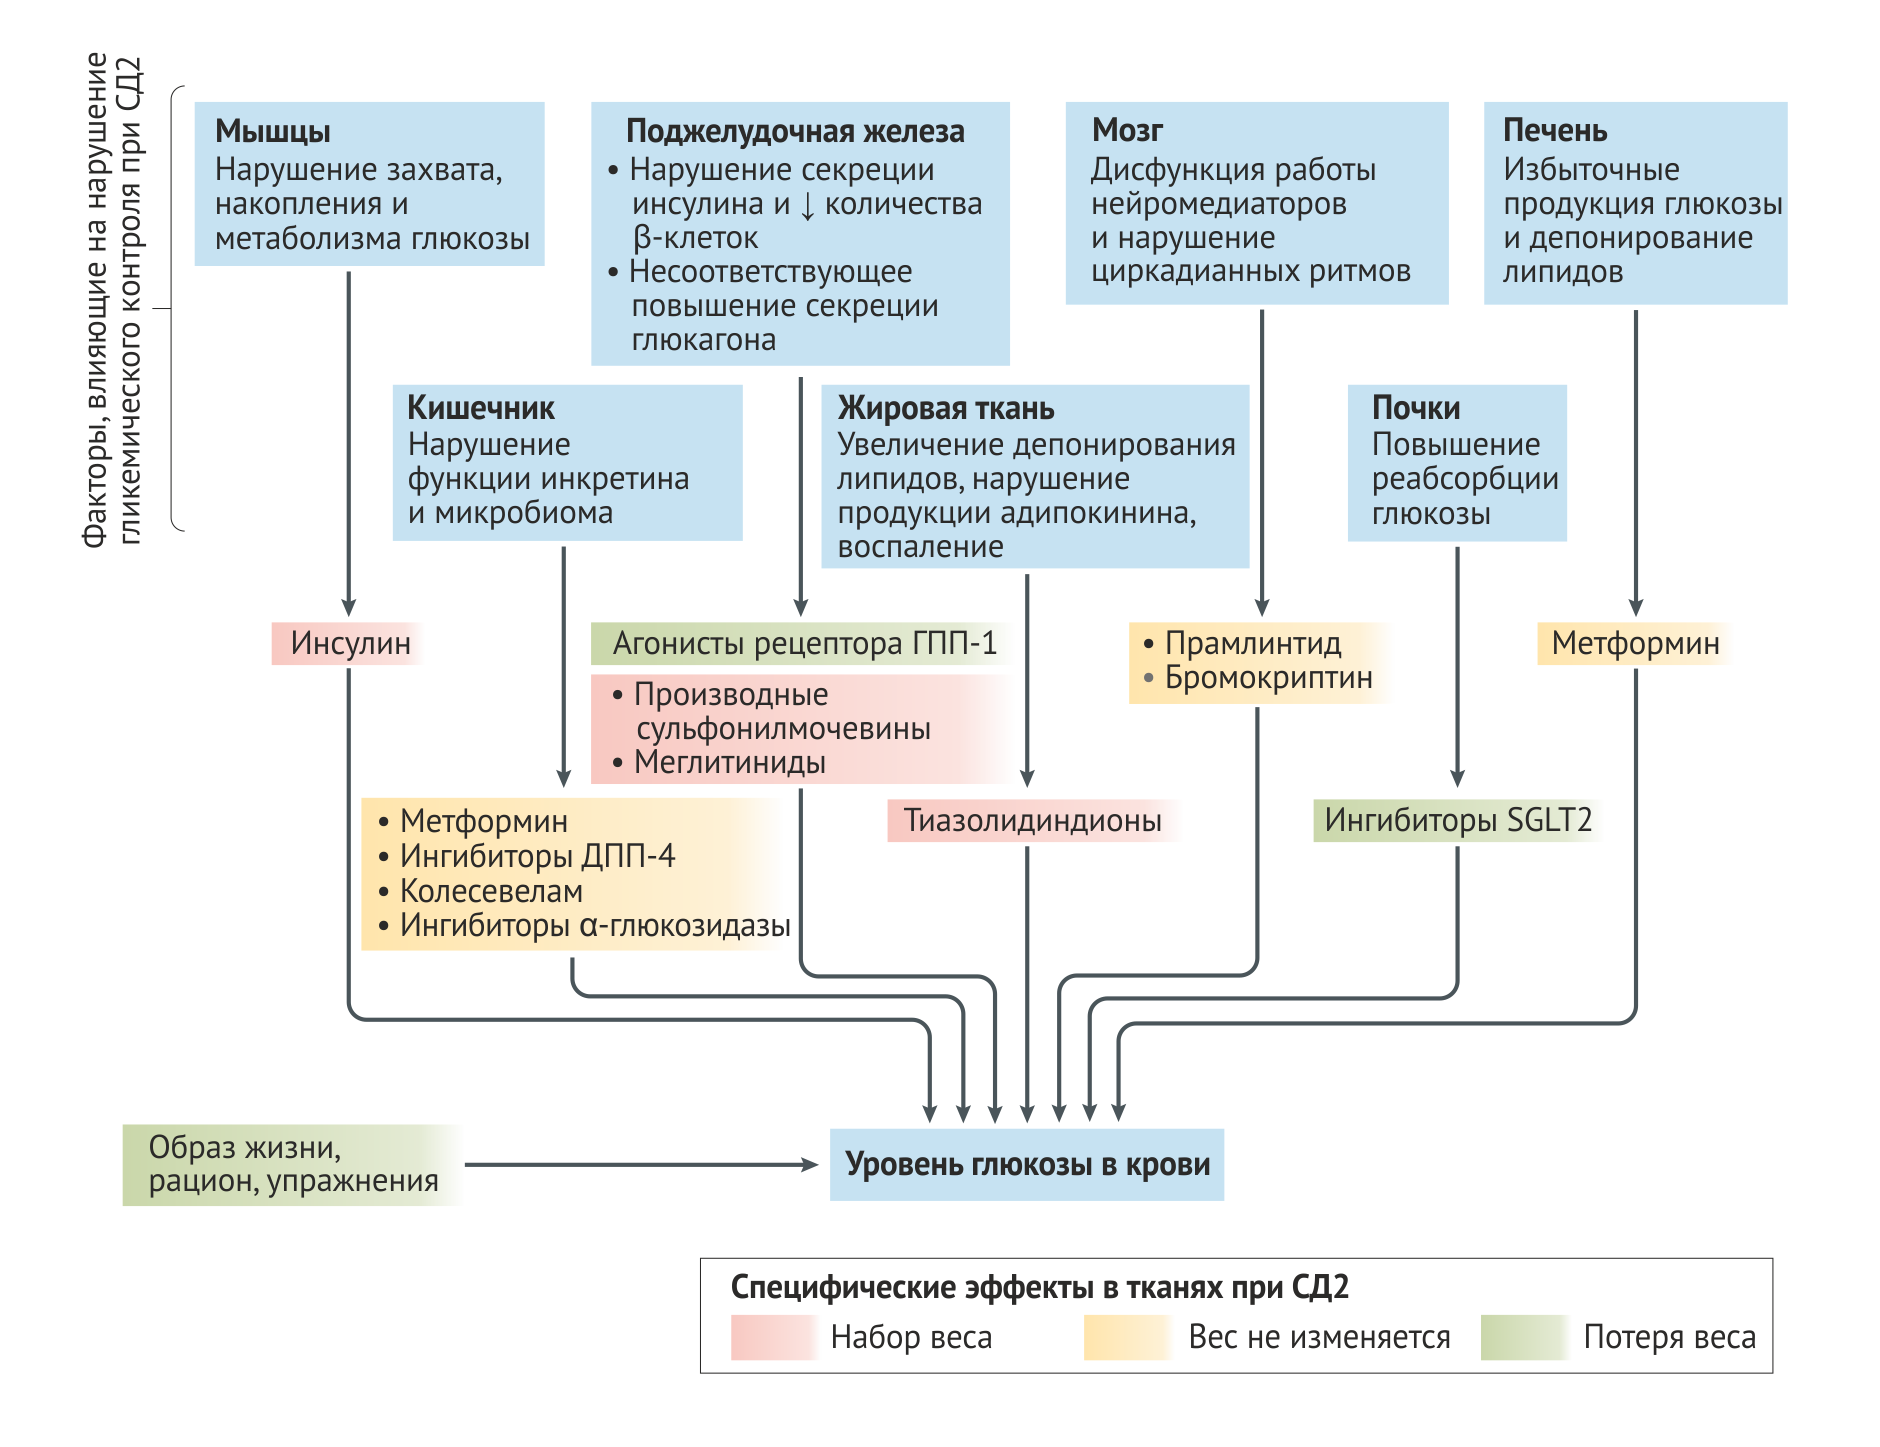 Факторы, влияющие на нарушение
гликемического контроля при СД2
Мышцы
Нарушение захвата,
накопления и
метаболизма глюкозы
Поджелудочная железа
• Нарушение секреции
инсулина и ↓ количества
β-клеток
• Несоответствующее
повышение секреции
глюкагона
Мозг
Дисфункция работы
нейромедиаторов
и нарушение
циркадианных ритмов
Печень
Избыточные
продукция глюкозы
и депонирование
липидов
Кишечник
Нарушение
функции инкретина
и микробиома
Жировая ткань
Увеличение депонирования
липидов, нарушение
продукции адипокинина,
воспаление
Почки
Повышение
реабсорбции
глюкозы
Инсулин
Агонисты рецептора ГПП-1
• Производные
сульфонилмочевины
• Меглитиниды
• Прамлинтид
• Бромокриптин
Метформин
• Метформин
• Ингибиторы ДПП-4
• Колесевелам
• Ингибиторы α-глюкозидазы
Тиазолидиндионы
Ингибиторы SGLT2
Образ жизни,
рацион, упражнения
Уровень глюкозы в крови
Специфические эффекты в тканях при СД2
Набор веса
Вес не изменяется
Потеря веса